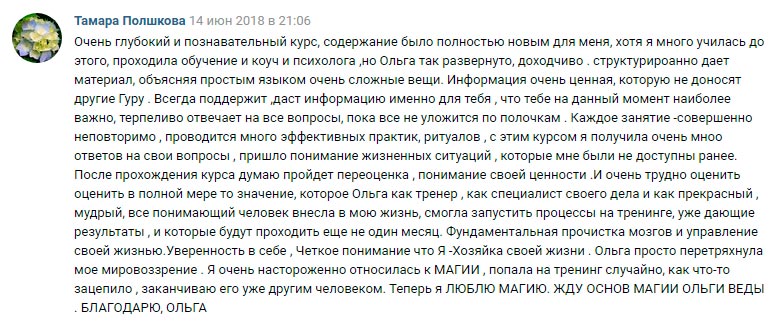 Тамара Полшкова 14 июн 2018 в 21:06
Очень глубокий и познавательный курс, содержание было полностью новым для меня, хотя я много училась до
этого, проходила обучение и коуч и психолога ,но Ольга так развернуто, доходчиво . структурироанно дает
материал, объясняя простым языком очень сложные вещи. Информация очень ценная, которую не доносят
другие Гуру . Всегда поддержит ,даст информацию именно для тебя , что тебе на данный момент наиболее
важно, терпеливо отвечает на все вопросы, пока все не уложится по полочкам . Каждое занятие -совершенно
неповторимо , проводится много эффективных практик, ритуалов , с этим курсом я получила очень мноо
ответов на свои вопросы , пришло понимание жизненных ситуаций , которые мне были не доступны ранее.
После прохождения курса думаю пройдет переоценка , понимание своей ценности .И очень трудно оценить
оценить в полной мере то значение, которое Ольга как тренер , как специалист своего дела и как прекрасный ,
мудрый, все понимающий человек внесла в мою жизнь, смогла запустить процессы на тренинге, уже дающие
результаты , и которые будут проходить еще не один месяц. Фундаментальная прочистка мозгов и управление
своей жизнью.Уверенность в себе , Четкое понимание что Я -Хозяйка своей жизни . Ольга просто перетряхнула
мое мировоззрение . Я очень настороженно относилась к МАГИИ , попала на тренинг случайно, как что-то
зацепило , заканчиваю его уже другим человеком. Теперь я ЛЮБЛЮ МАГИЮ. ЖДУ ОСНОВ МАГИИ ОЛЬГИ ВЕДЫ
. БЛАГОДАРЮ, ОЛЬГА